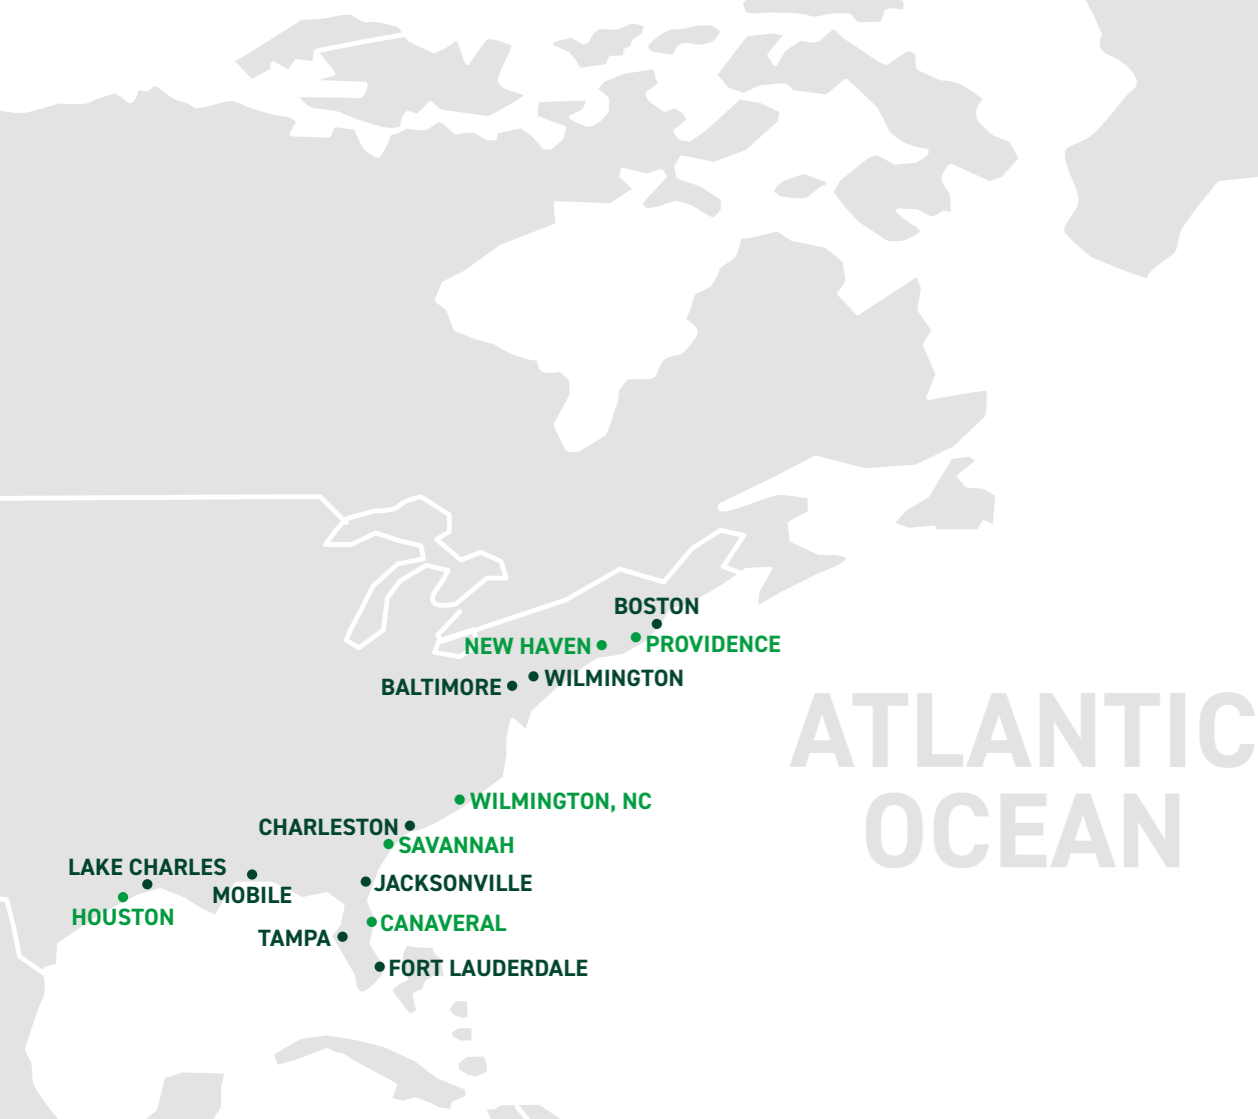 BOSTON
NEW HAVEN
PROVIDENCE
WILMINGTON
BALTIMORE
ATLANTIC
OCEAN
WILMINGTON, NC
CHARLESTON
SAVANNAH
LAKE CHARLES
JACKSONVILLE
MOBILE
HOUSTON
CANAVERAL
TAMPA
FORT LAUDERDALE